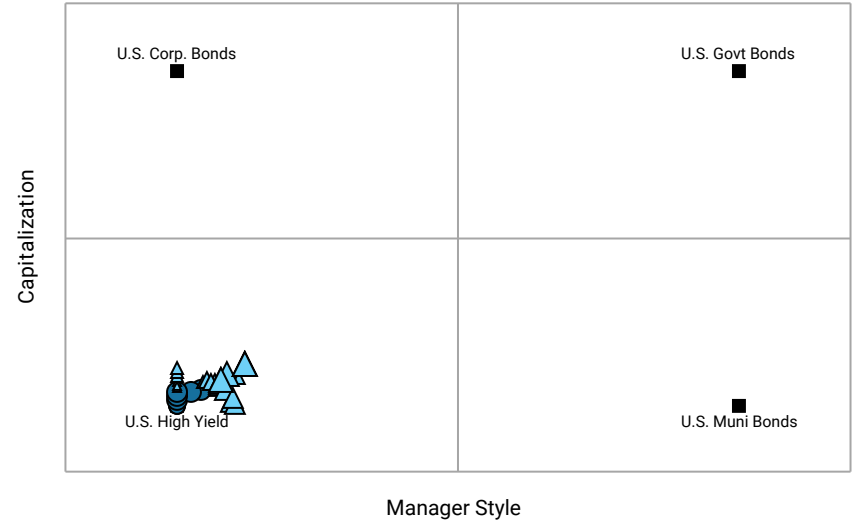 U.S. Corp. Bonds
U.S. Govt Bonds
Capitalization
U.S. High Yield
U.S. Muni Bonds
Manager Style